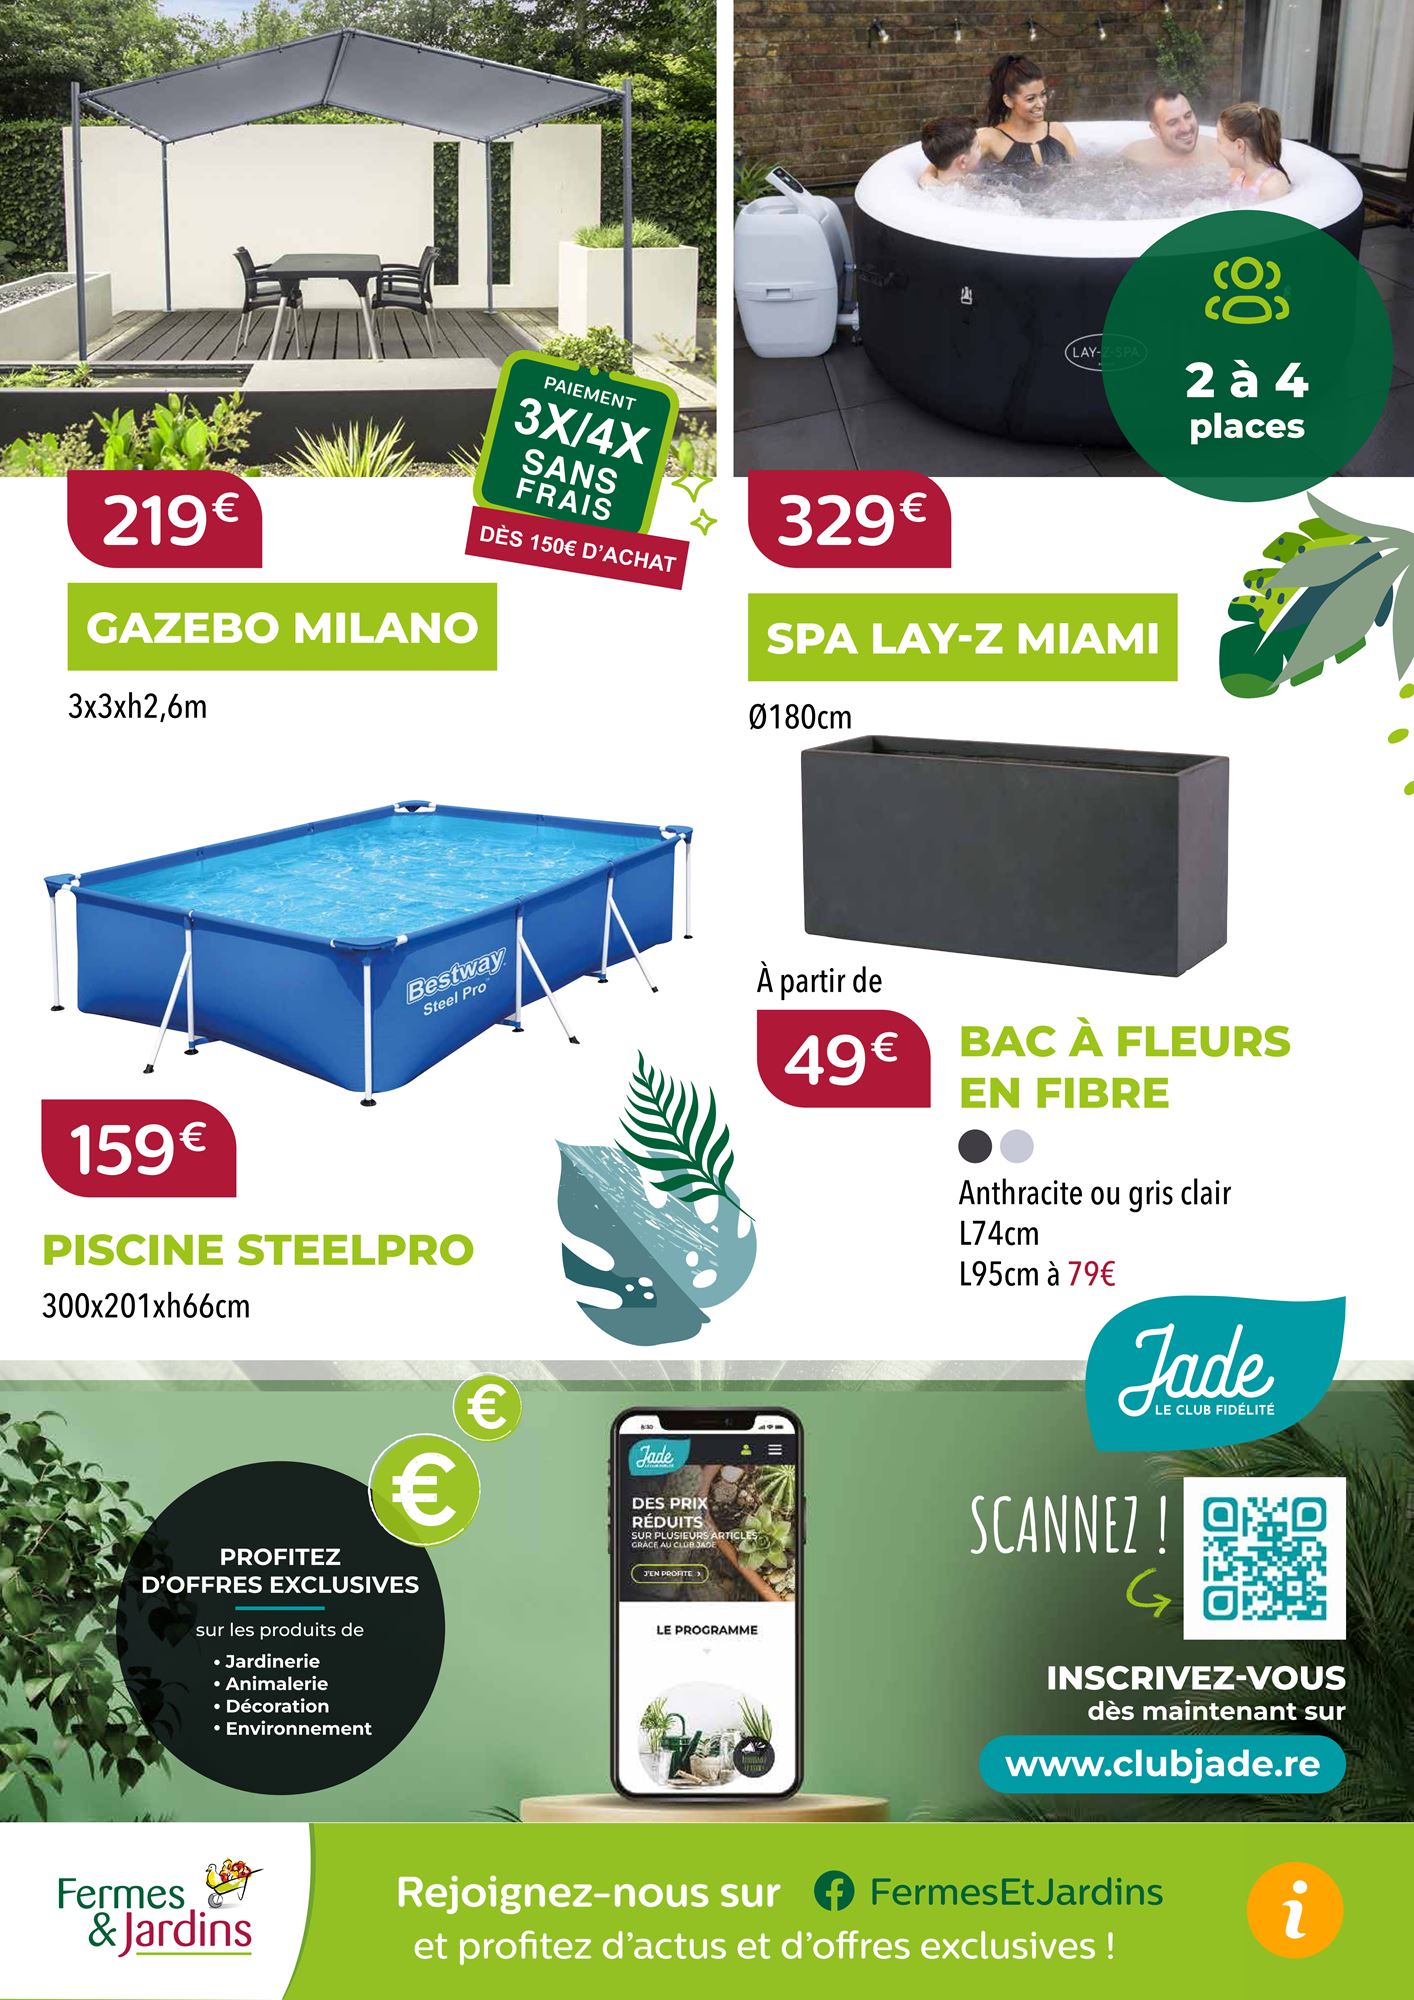 PAIEMENT
3X/4X
SANS
FRAIS
DÈS 150€ D'ACHAT
219€
GAZEBO MILANO
3x3xh2,6m
LAY-Z-SPA
2 à 4
places
329€
SPA LAY-Z MIAMI
Ø180cm
Bestway
Steel Pro
159€
PISCINE STEELPRO
300x201xh66cm
À partir de
49€
BAC À FLEURS
EN FIBRE
Anthracite ou gris clair
L74cm
L95cm à 79€
Jade
LE CLUB FIDÉLITÉ
€
€
PROFITEZ
D'OFFRES EXCLUSIVES
sur les produits de
• Jardinerie
• Animalerie
• Décoration
• Environnement
8:30
Jade
LE CLUB FIDÉLITÉ
DES PRIX
RÉDUITS
SUR PLUSIEURS ARTICLES
GRÂCE AU CLUB JADE
J'EN PROFITE >
LE PROGRAMME
SCANNEZ !
INSCRIVEZ-VOUS
dès maintenant sur
www.clubjade.re
Fermes
&Jardins
Rejoignez-nous sur FermesEtJardins
et profitez d'actus et d'offres exclusives !
i